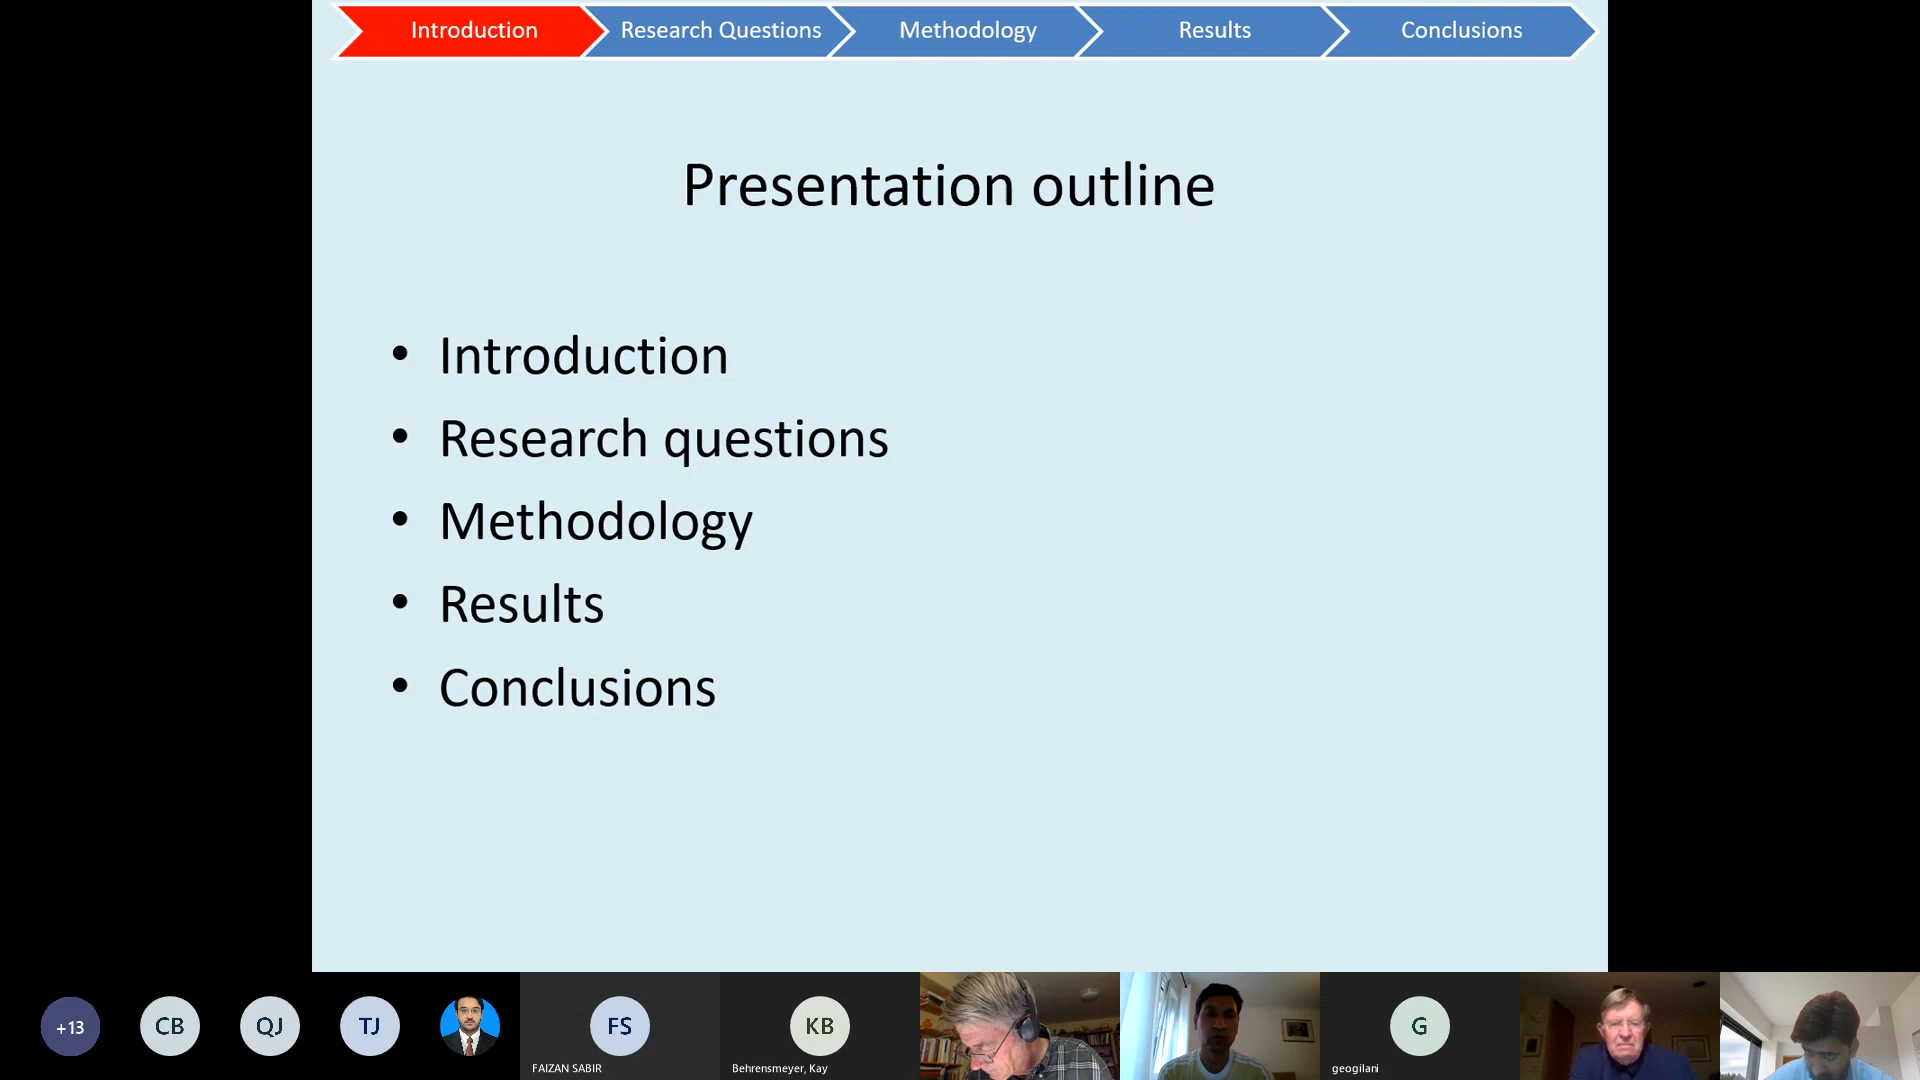 Introduction
Research Questions
Methodology
Results
Conclusions
Presentation outline
• Introduction
• Research questions
• Methodology
• Results
• Conclusions
+13
CB
QJ
TJ
FS
FAIZAN SABIR
KB
Behrensmeyer, Kay
G
geogilani